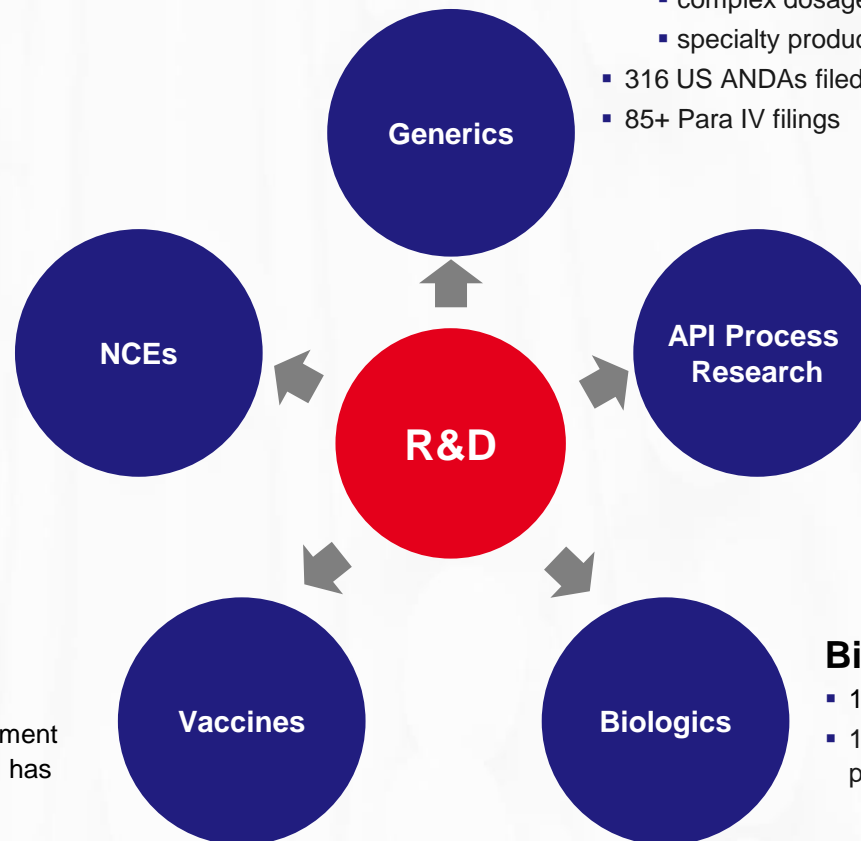 complex dosage
specialty produc
▪ 316 US ANDAs filed
▪ 85+ Para IV filings
Generics
NCEs
API Process
Research
R&D
Vaccines
Biologics
Bi
▪ 1
▪ 1
p
ment
has